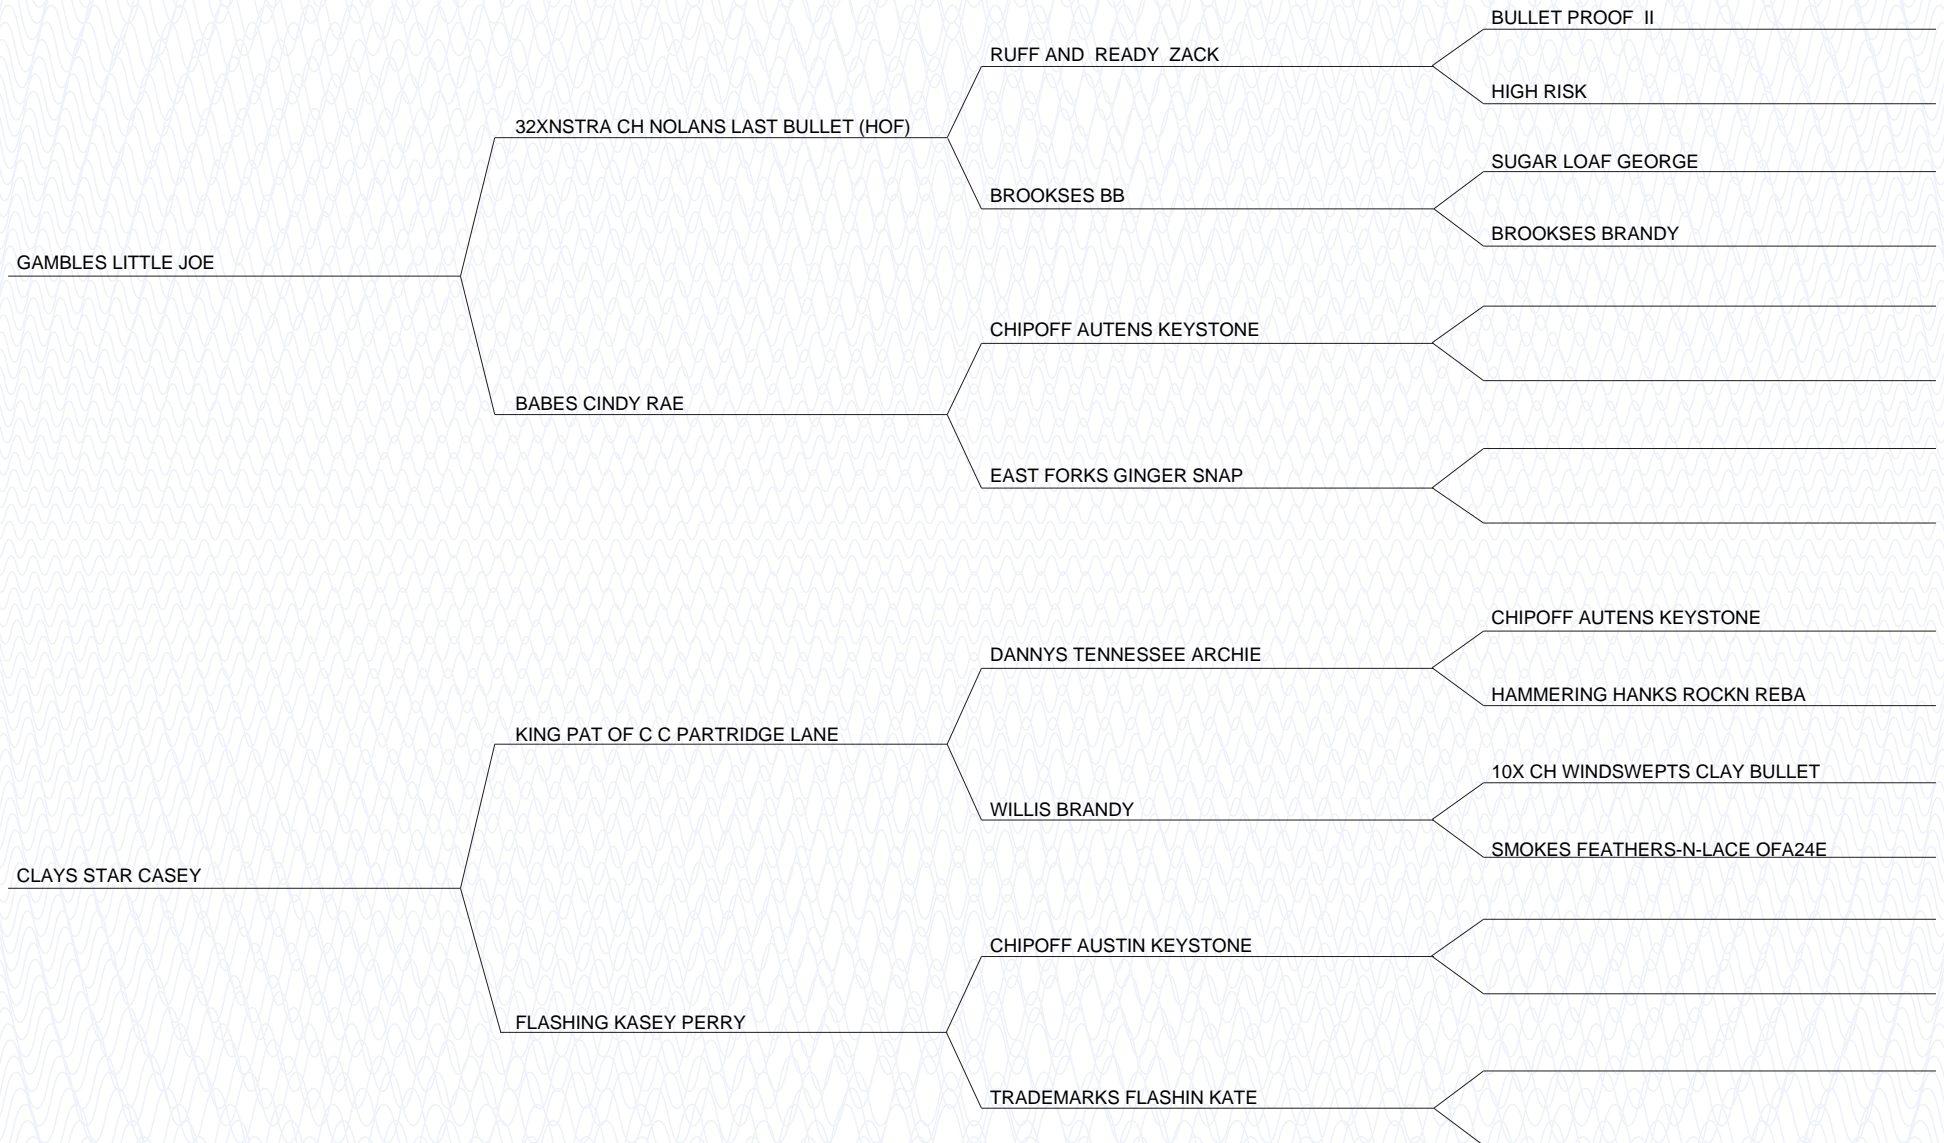 BULLET PROOF  II
RUFF AND  READY  ZACK
HIGH RISK
32XNSTRA CH NOLANS LAST BULLET (HOF)
SUGAR LOAF GEORGE
BROOKSES BB
BROOKSES BRANDY
GAMBLES LITTLE JOE
CHIPOFF AUTENS KEYSTONE
BABES CINDY RAE
EAST FORKS GINGER SNAP
CHIPOFF AUTENS KEYSTONE
DANNYS TENNESSEE ARCHIE
HAMMERING HANKS ROCKN REBA
KING PAT OF C C PARTRIDGE LANE
10X CH WINDSWEPTS CLAY BULLET
WILLIS BRANDY
SMOKES FEATHERS-N-LACE OFA24E
CLAYS STAR CASEY
CHIPOFF AUSTIN KEYSTONE
FLASHING KASEY PERRY
TRADEMARKS FLASHIN KATE